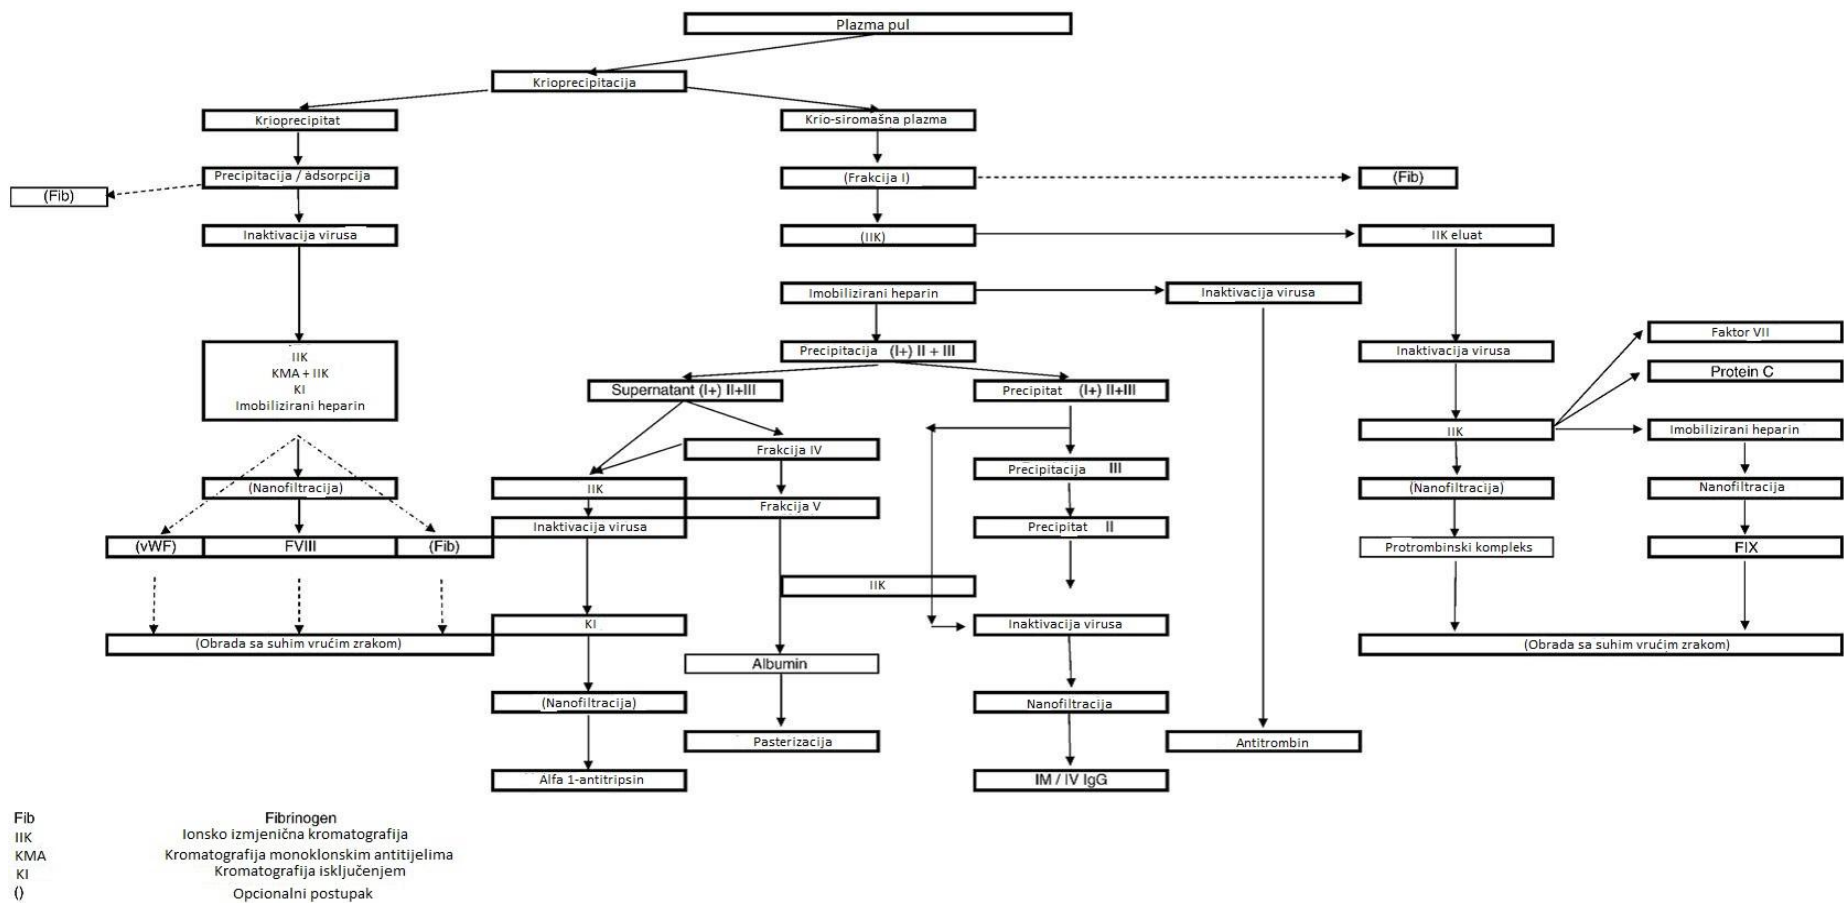 Plazma pul
Krioprecipitacija
Krioprecipitat
Krio-siromašna plazma
Precipitacija / adsorpcija
(Frakcija I)
(Fib)
(Fib)
Inaktivacija virusa
(IIK)
IIK eluat
Imobilizirani heparin
Inaktivacija virusa
Faktor VII
IIK
KMA + IIK
KI
Imobilizirani heparin
Precipitacija (I+) II + III
Inaktivacija virusa
Protein C
Supernatant (I+) II+III
Precipitat (I+) II+III
IIK
Imobilizirani heparin
Frakcija IV
Precipitacija III
(Nanofiltracija)
IIK
(Nanofiltracija)
Nanofiltracija
Frakcija V
Inaktivacija virusa
Precipitat II
(vWF)
FVIII
(Fib)
Protrombinski kompleks
FIX
IIK
KI
Inaktivacija virusa
(Obrada sa suhim vrućim zrakom)
(Obrada sa suhim vrućim zrakom)
Albumin
(Nanofiltracija)
Nanofiltracija
Pasterizacija
Antitrombin
Alfa 1-antitripsin
IM / IV IgG
Fib Fibrinogen
IIK Ionsko izmjenična kromatografija
KMA Kromatografija monoklonskim antitijelima
KI Kromatografija isključenjem
() Opcionalni postupak